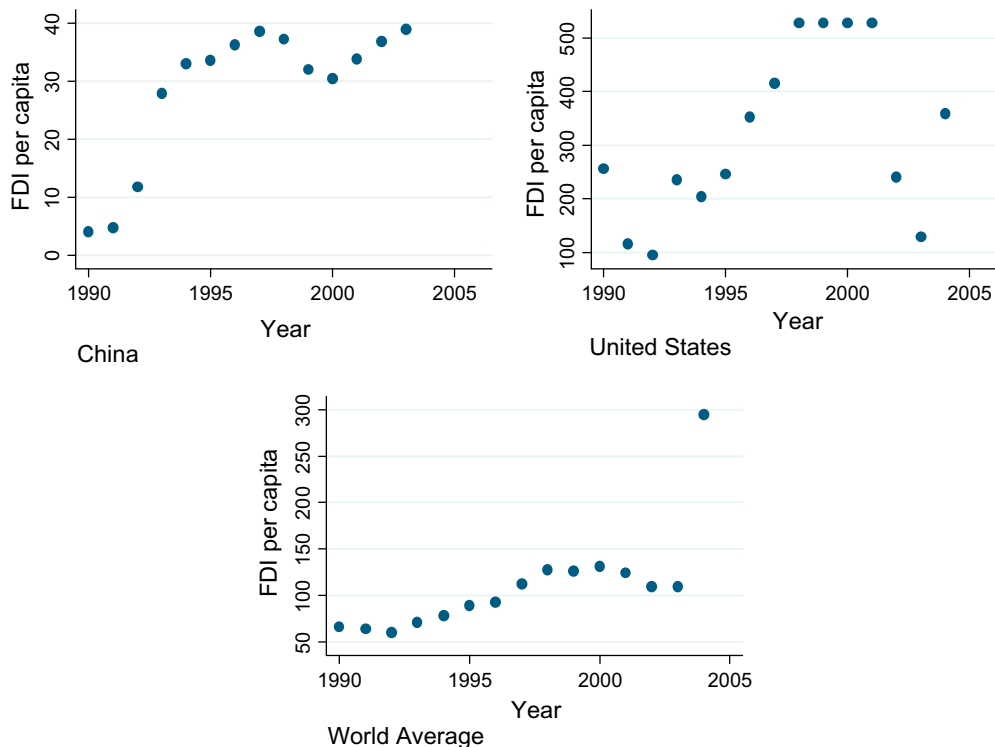 FDI per capita
40
30
20
10
0
1990 1995 2000 2005
Year
China
FDI per capita
500
400
300
200
100
1990 1995 2000 2005
Year
United States
FDI per capita
300
250
200
150
100
50
1990 1995 2000 2005
Year
World Average